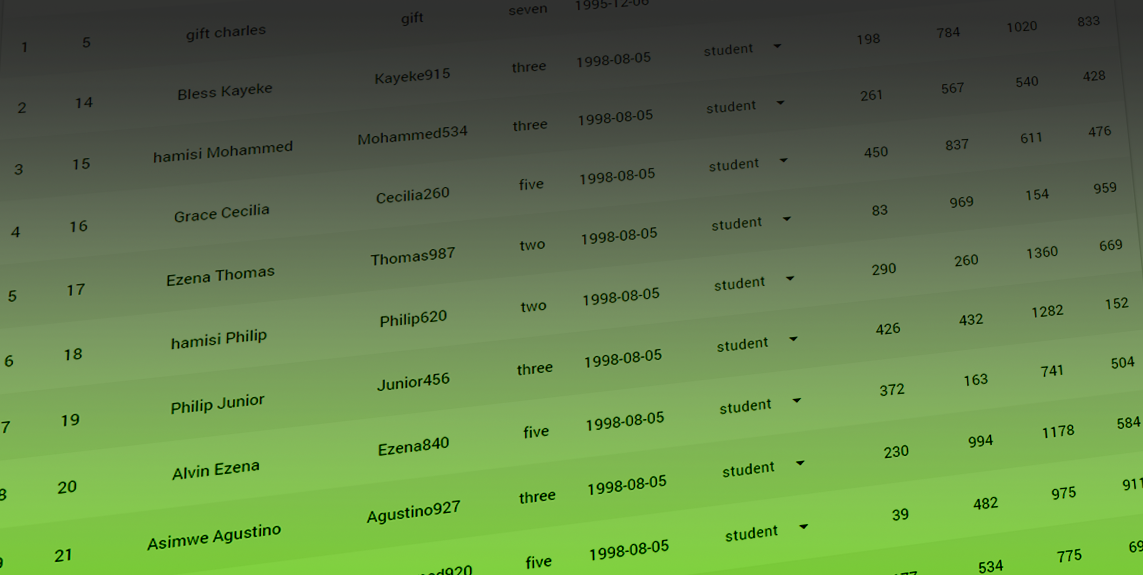 1 5 gift charles gift seven 1995-12-06
2 14 Bless Kayeke Kayeke915 three 1998-08-05 student 198 784 1020 833
3 15 hamisi Mohammed Mohammed534 three 1998-08-05 student 261 567 540 428
4 16 Grace Cecilia Cecilia260 five 1998-08-05 student 450 837 611 476
5 17 Ezena Thomas Thomas987 two 1998-08-05 student 83 969 154 959
6 18 hamisi Philip Philip620 two 1998-08-05 student 290 260 1360 669
7 19 Philip Junior Junior456 three 1998-08-05 student 426 432 1282 152
8 20 Alvin Ezena Ezena840 five 1998-08-05 student 372 163 741 504
21 Asimwe Agustino Agustino927 three 1998-08-05 student 230 994 1178 584
five 1998-08-05 student 39 482 975 911
534 775